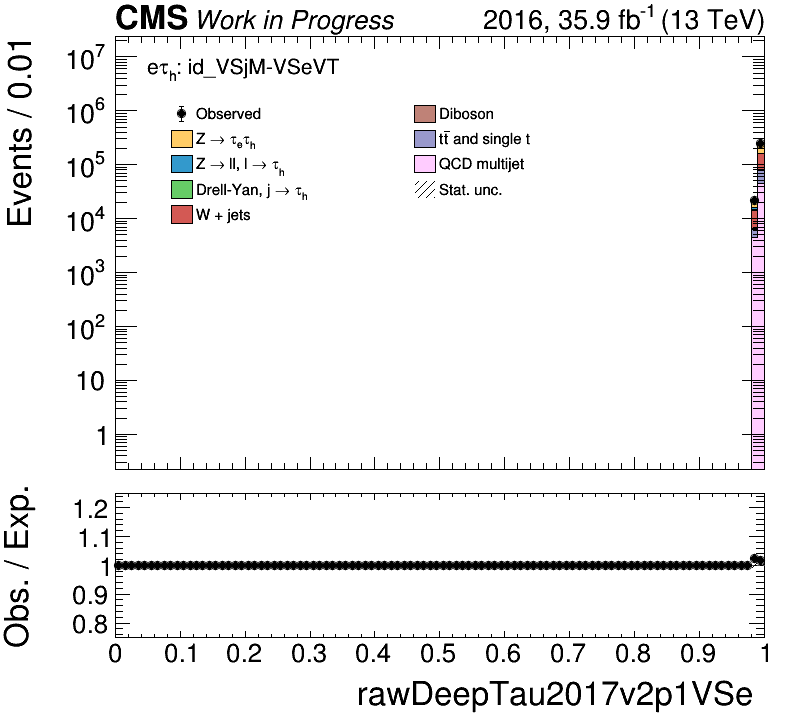 CMS Work in Progress 2016, 35.9 fb⁻¹ (13 TeV)
Events / 0.01
10⁷
10⁶
10⁵
10⁴
10³
10²
10
1
eτₕ: id_VSjM-VSeVT
Observed
Z → τₑτₕ
Z → ll, l → τₕ
Drell-Yan, j → τₕ
W + jets
Diboson
tt̄ and single t
QCD multijet
Stat. unc.
Obs. / Exp.
1.2
1.1
1
0.9
0.8
0 0.1 0.2 0.3 0.4 0.5 0.6 0.7 0.8 0.9 1
rawDeepTau2017v2p1VSe